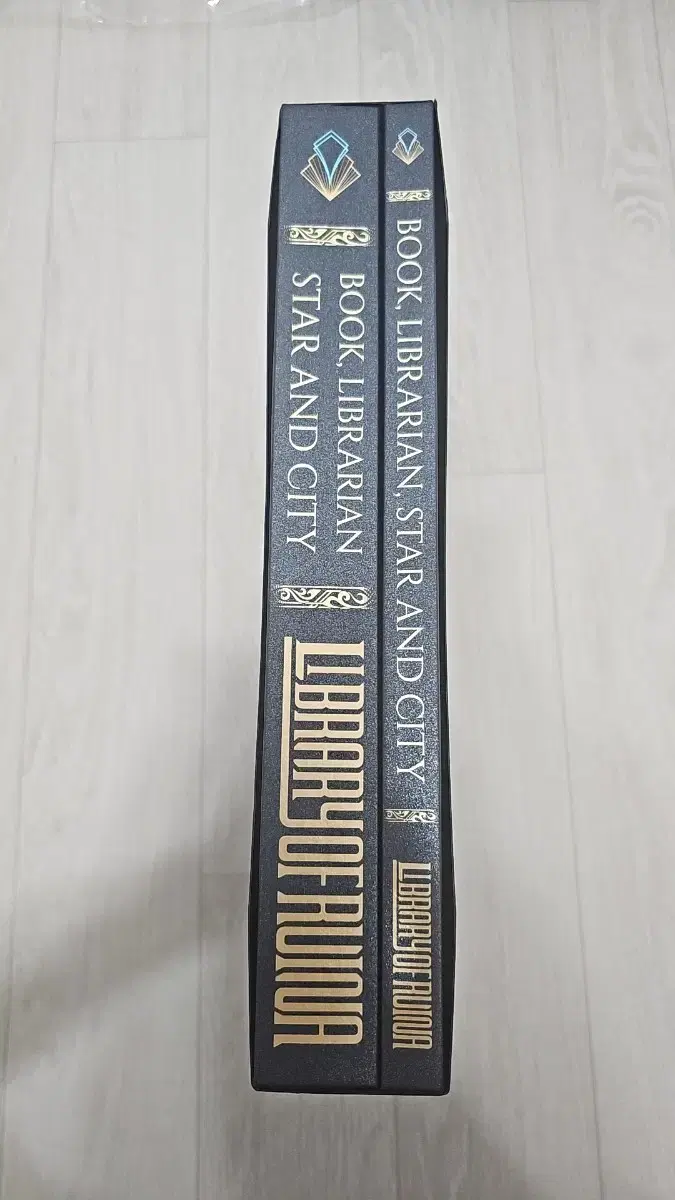 BOOK, LIBRARIAN
STAR AND CITY
LIBRARY OF RUINA
BOOK, LIBRARIAN, STAR AND CITY
LIBRARY OF RUINA